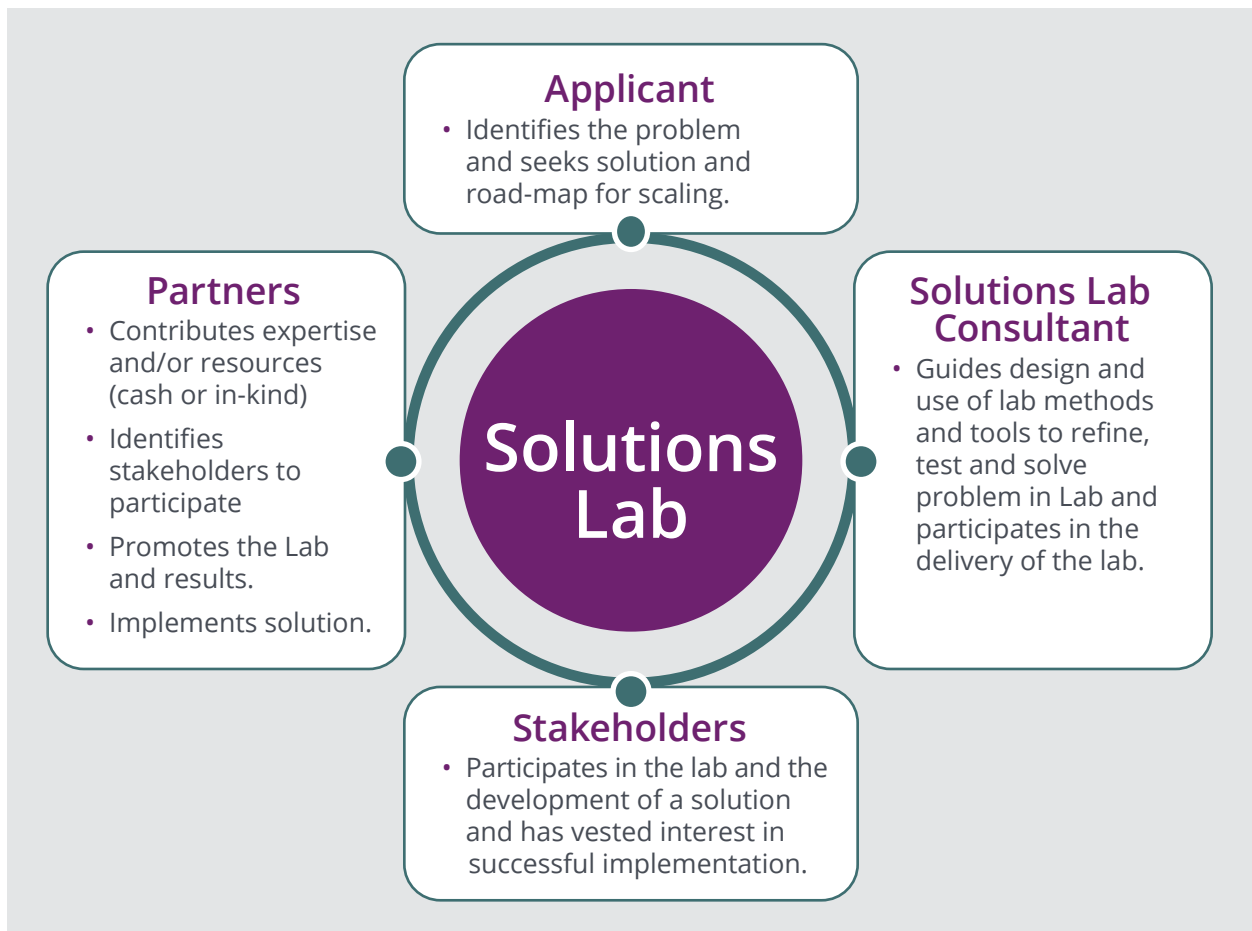 Applicant
• Identifies the problem
and seeks solution and
road-map for scaling.
Partners
• Contributes expertise
and/or resources
(cash or in-kind)
• Identifies
stakeholders to
participate
• Promotes the Lab
and results.
• Implements solution.
Solutions
Lab
Solutions Lab
Consultant
• Guides design and
use of lab methods
and tools to refine,
test and solve
problem in Lab and
participates in the
delivery of the lab.
Stakeholders
• Participates in the lab and the
development of a solution
and has vested interest in
successful implementation.